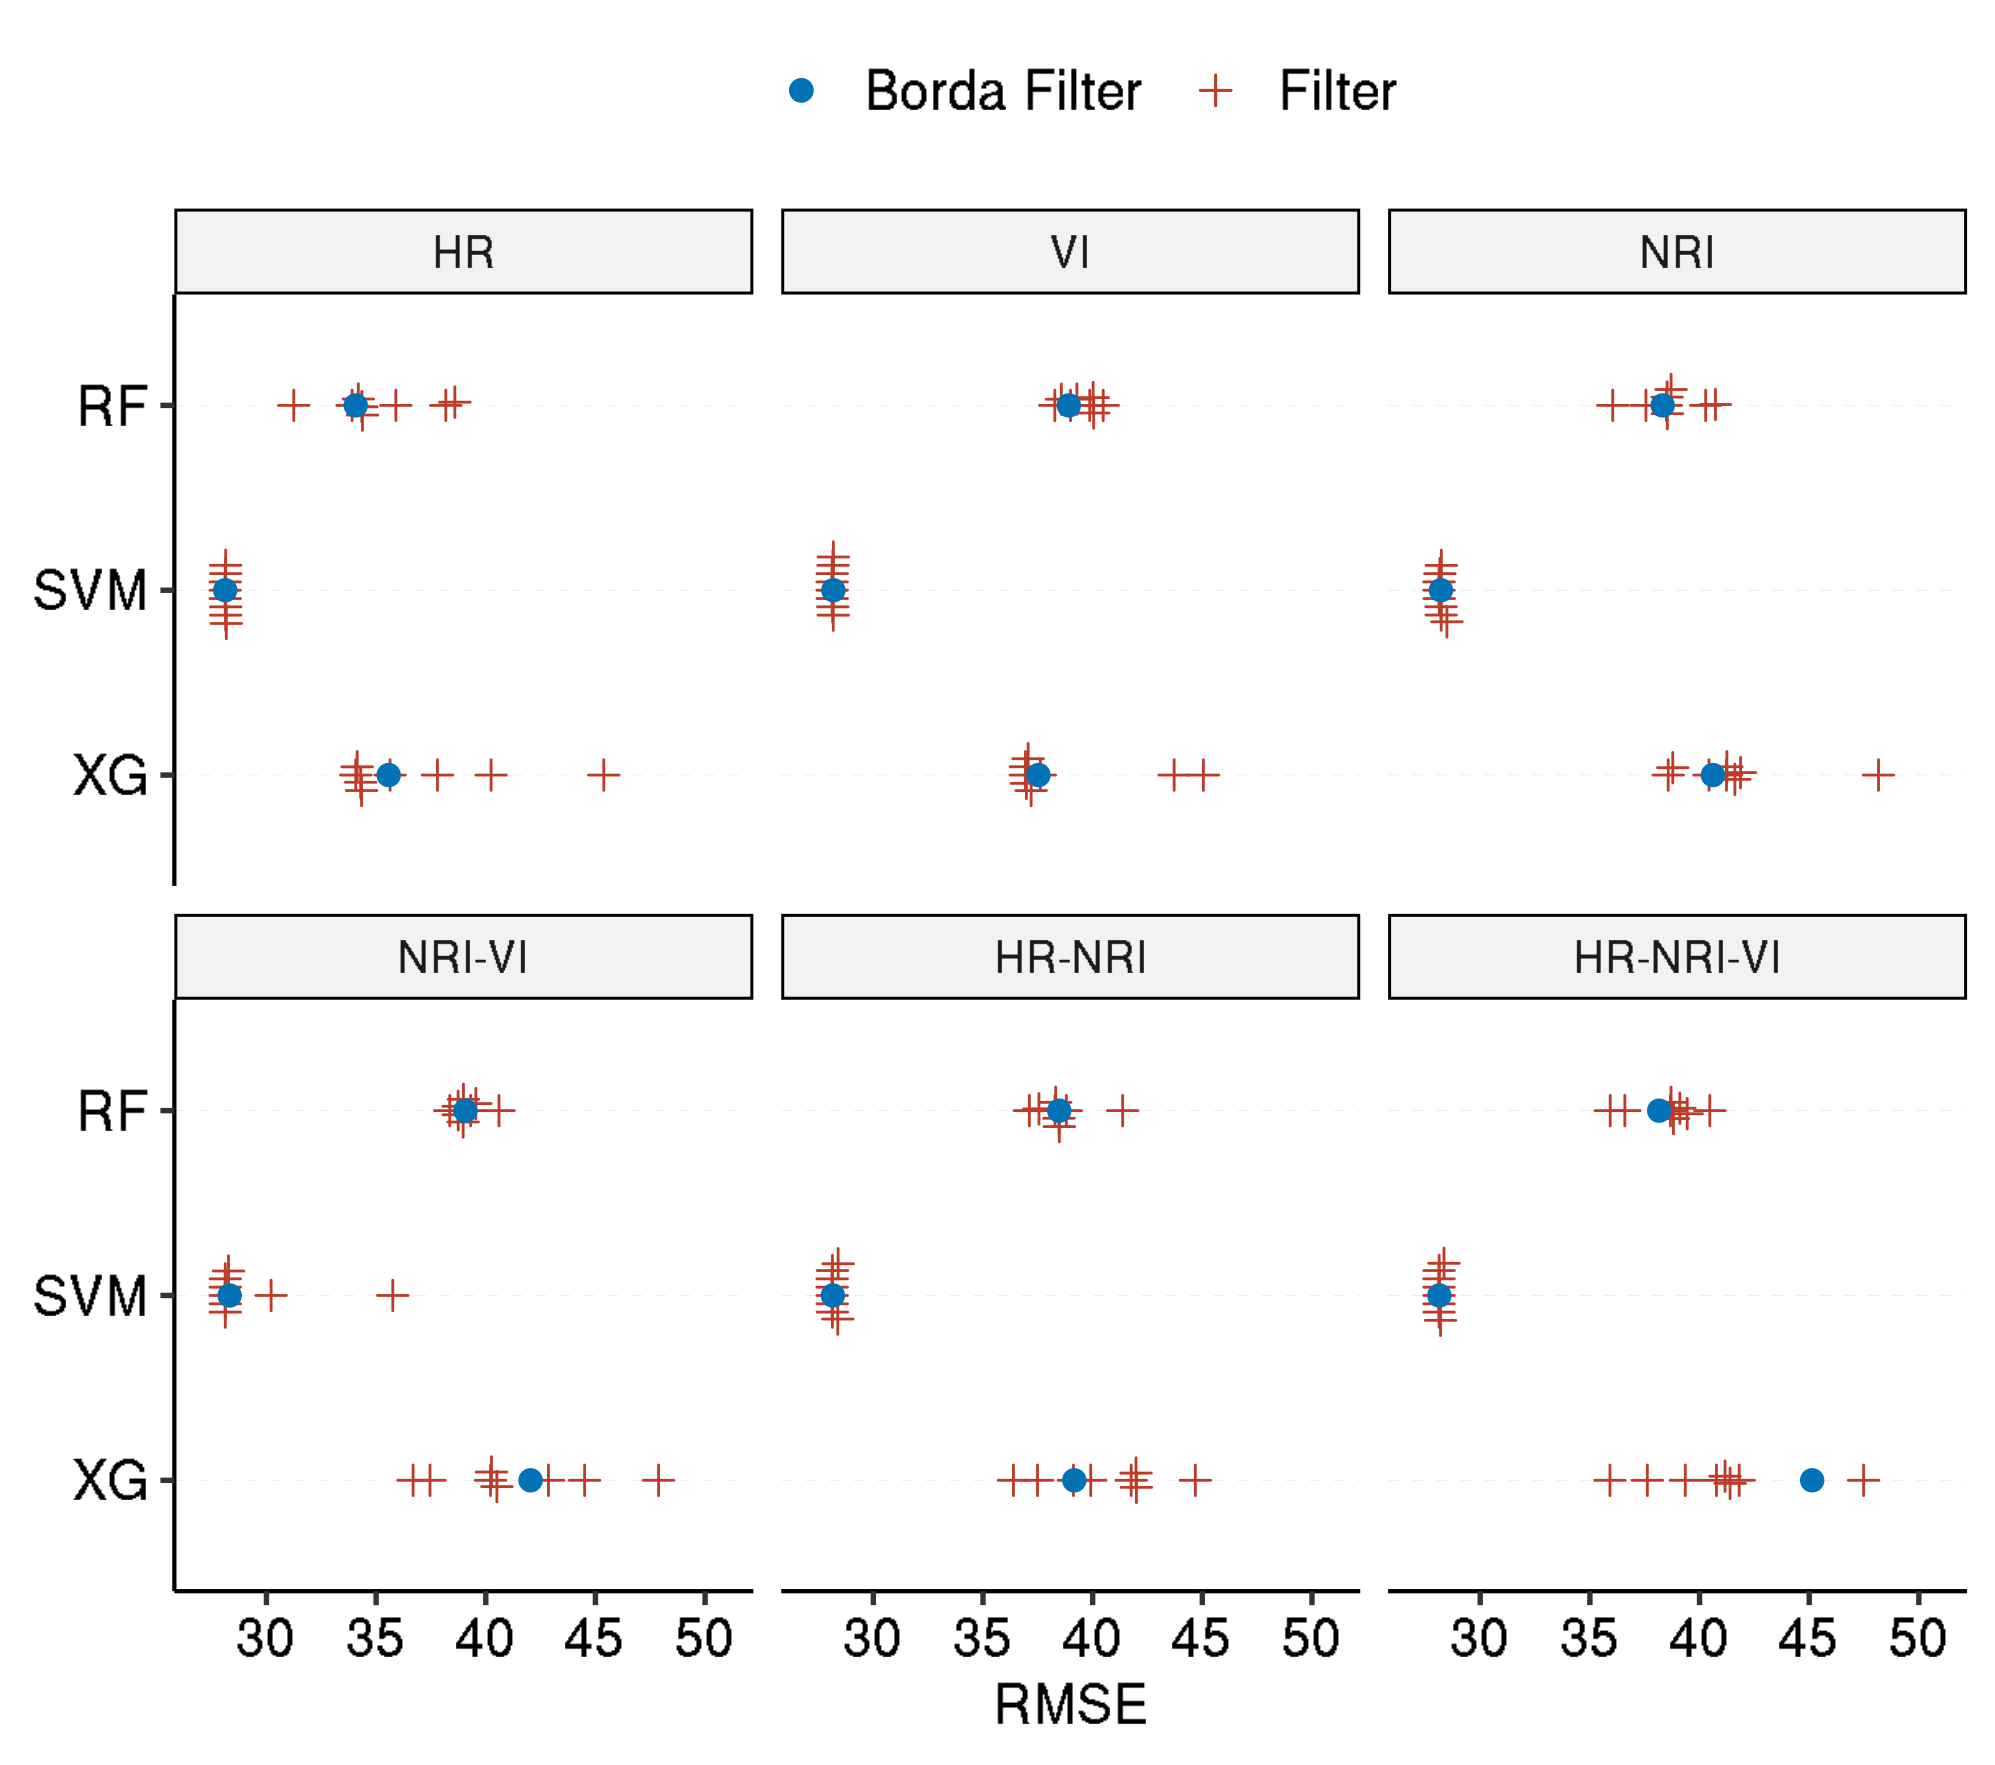 Borda Filter Filter
HR VI NRI
RF
SVM
XG
NRI-VI HR-NRI HR-NRI-VI
RF
SVM
XG
30 35 40 45 50 30 35 40 45 50 30 35 40 45 50
RMSE